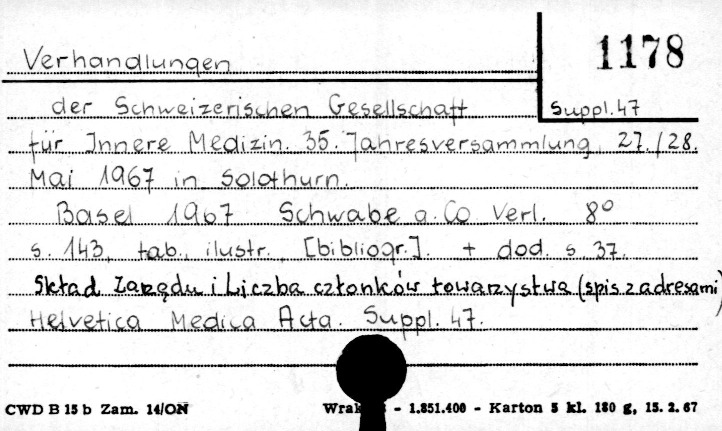 Verhandlungen
1178
Suppl. 47
der Schweizerischen Gesellschaft
für Innere Medizin. 35. Jahresversammlung 27./28.
Mai 1967 in Solothurn.
Basel 1967 Schwabe a. Co Verl. 8°
s. 143, tab., ilustr. [bibliogr.]. + dod. s. 37.
Skład Zarządu i Liczba członków towarzystwa (spis z adresami)
Helvetica Medica Acta. Suppl. 47.
CWD B 15 b Zam. 14/ON - 1.851.400 - Karton 5 kl. 180 g, 15. 2. 67